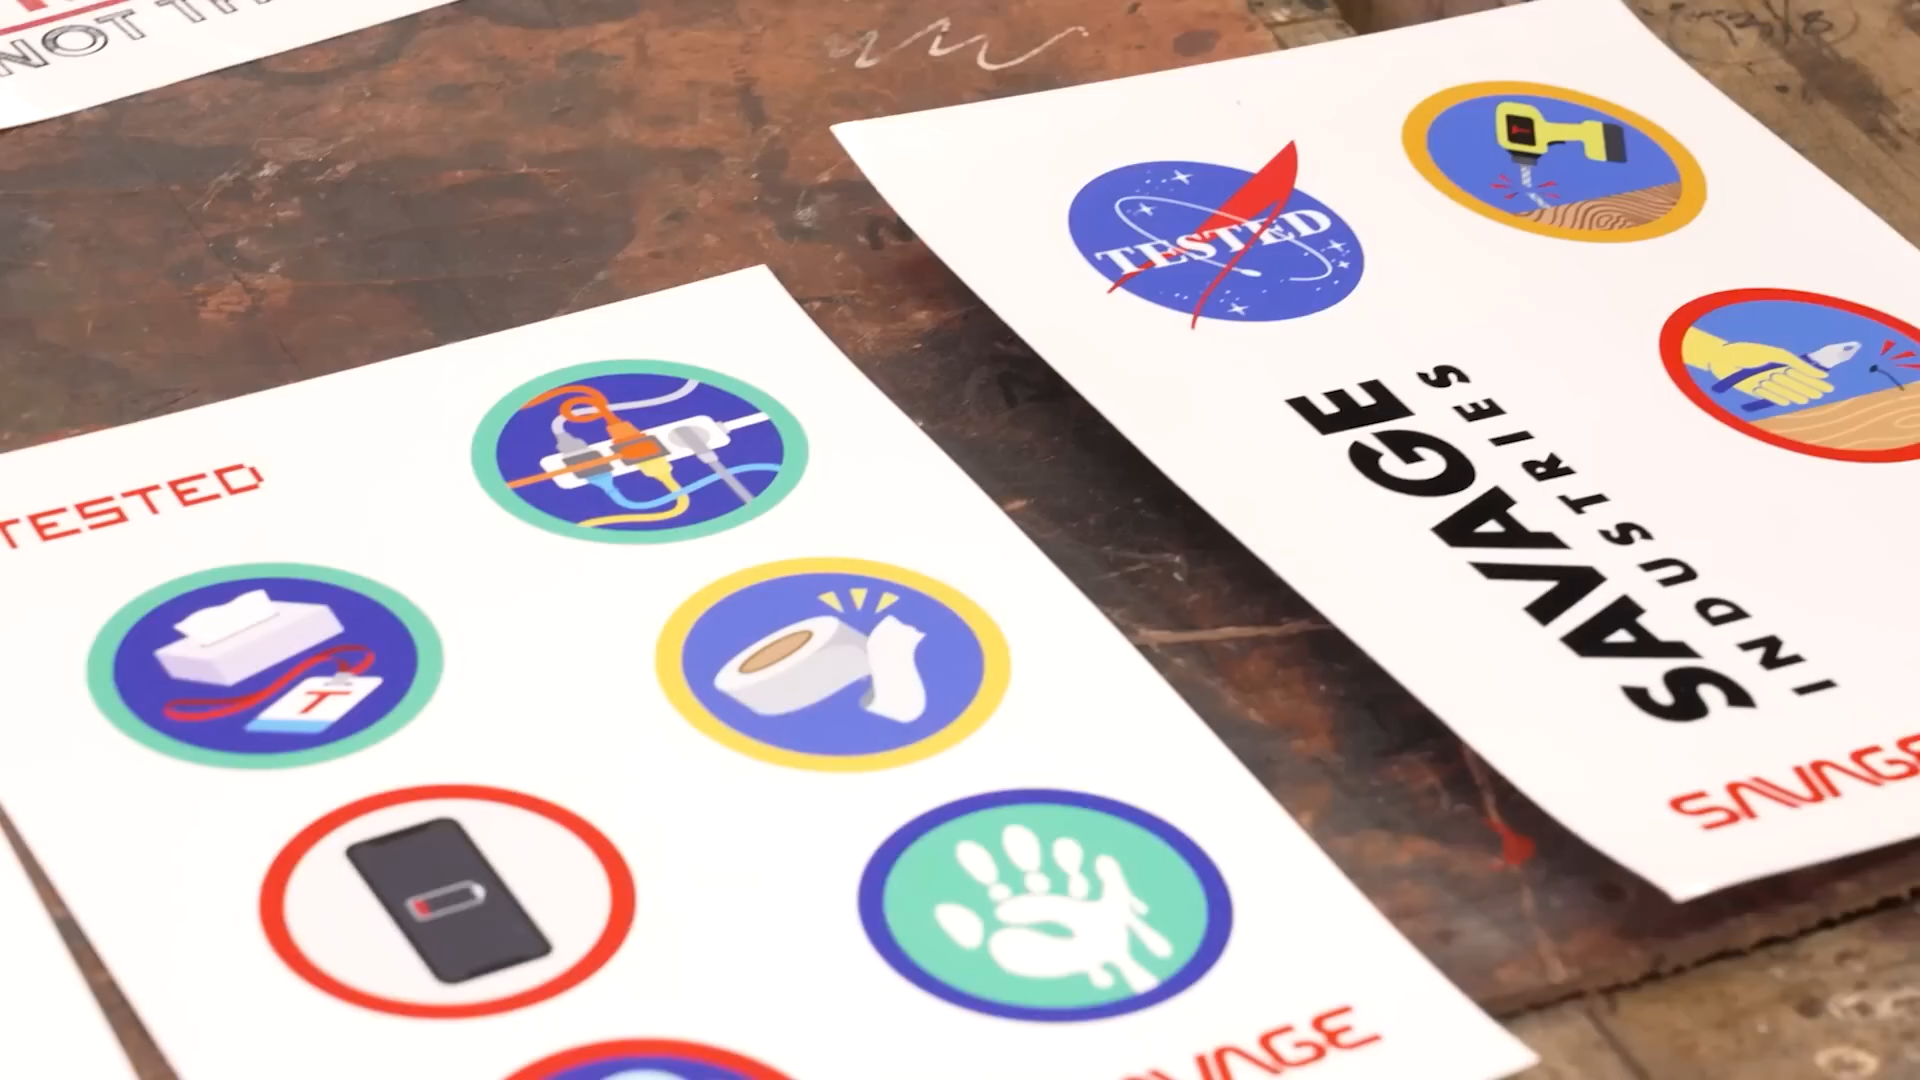 NOT TH
TESTED
TESTED
T
SAVAGE
INDUSTRIES
SAVAGE
T
VAGE